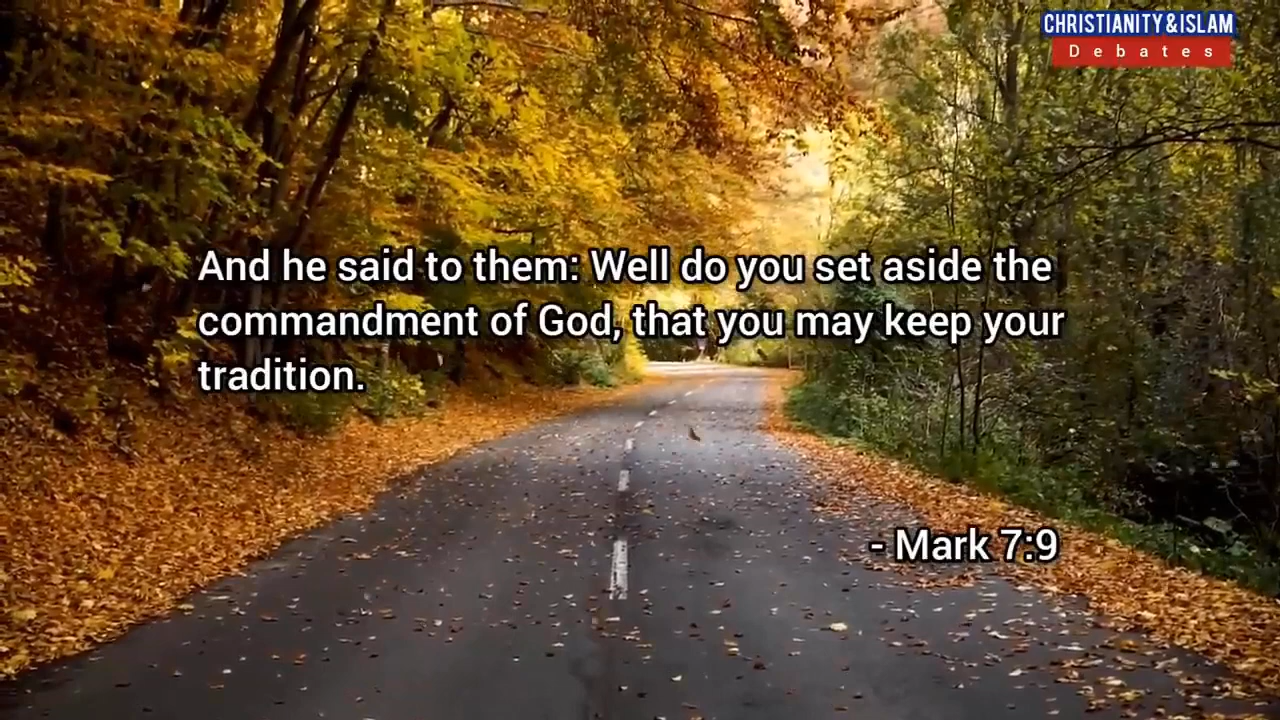 CHRISTIANITY & ISLAM
Debates
And he said to them: Well do you set aside the
commandment of God, that you may keep your
tradition.
- Mark 7:9